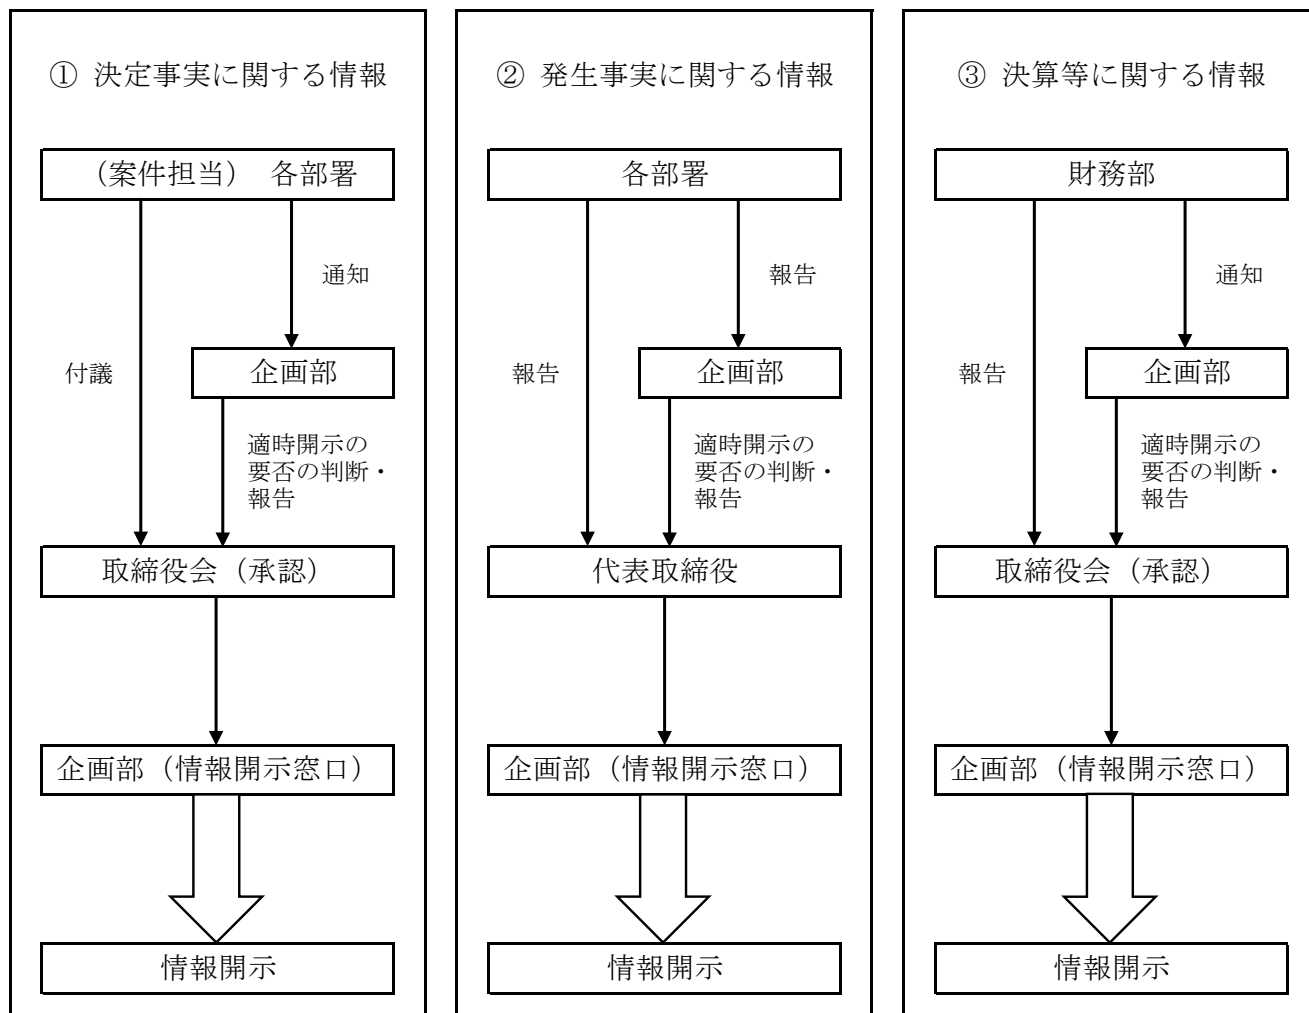 ① 決定事実に関する情報
（案件担当） 各部署
通知
付議
企画部
適時開示の
要否の判断・
報告
取締役会（承認）
企画部（情報開示窓口）
情報開示
② 発生事実に関する情報
各部署
報告
報告
企画部
適時開示の
要否の判断・
報告
代表取締役
企画部（情報開示窓口）
情報開示
③ 決算等に関する情報
財務部
通知
報告
企画部
適時開示の
要否の判断・
報告
取締役会（承認）
企画部（情報開示窓口）
情報開示